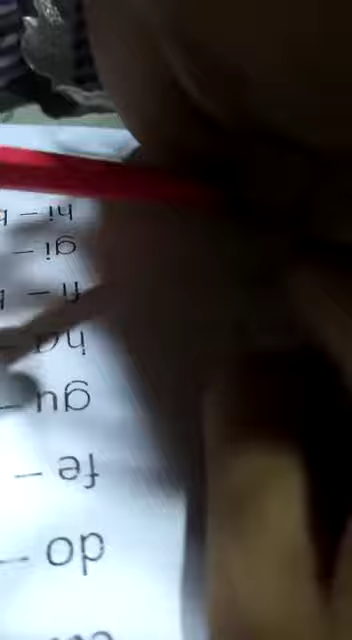 do –
fe –
gu –
ha
fi –
gi –
hi –